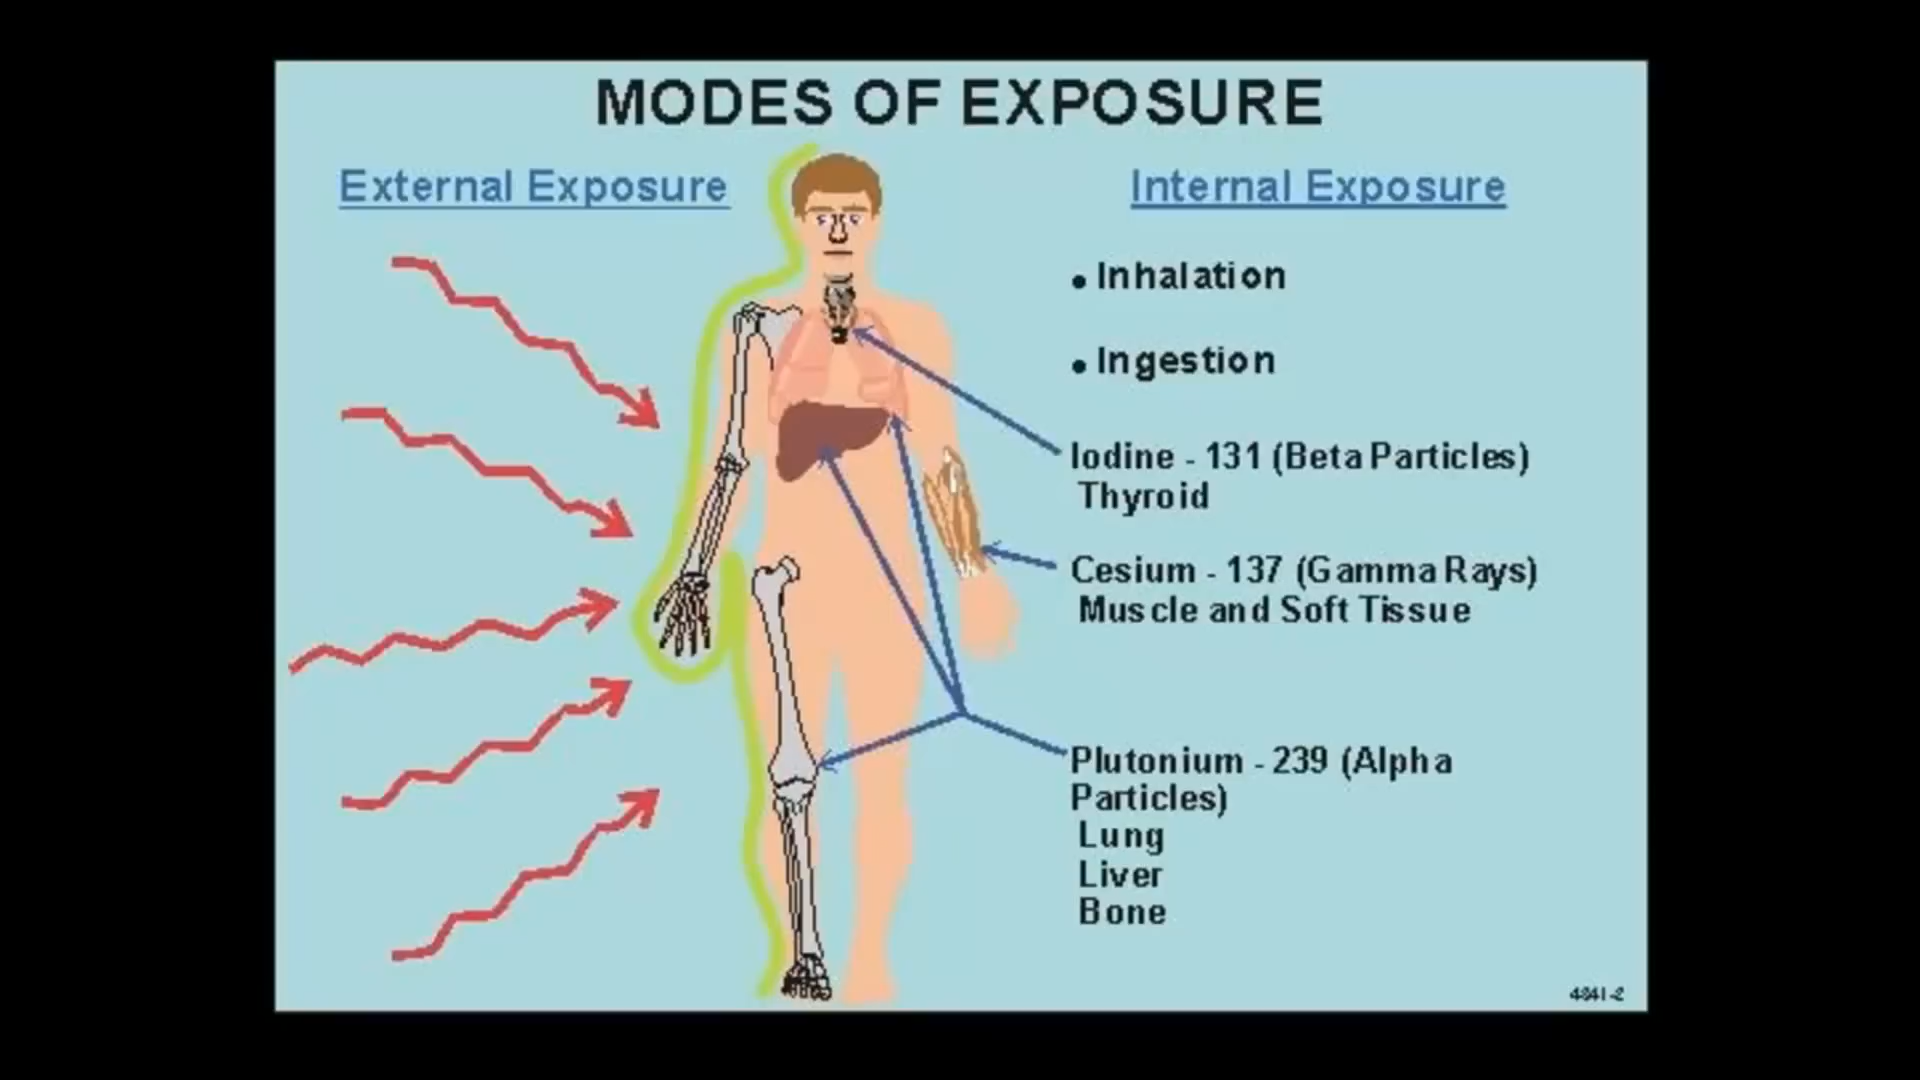 MODES OF EXPOSURE
External Exposure
Internal Exposure
• Inhalation
• Ingestion
Iodine - 131 (Beta Particles)
Thyroid
Cesium - 137 (Gamma Rays)
Muscle and Soft Tissue
Plutonium - 239 (Alpha
Particles)
Lung
Liver
Bone
4841-2